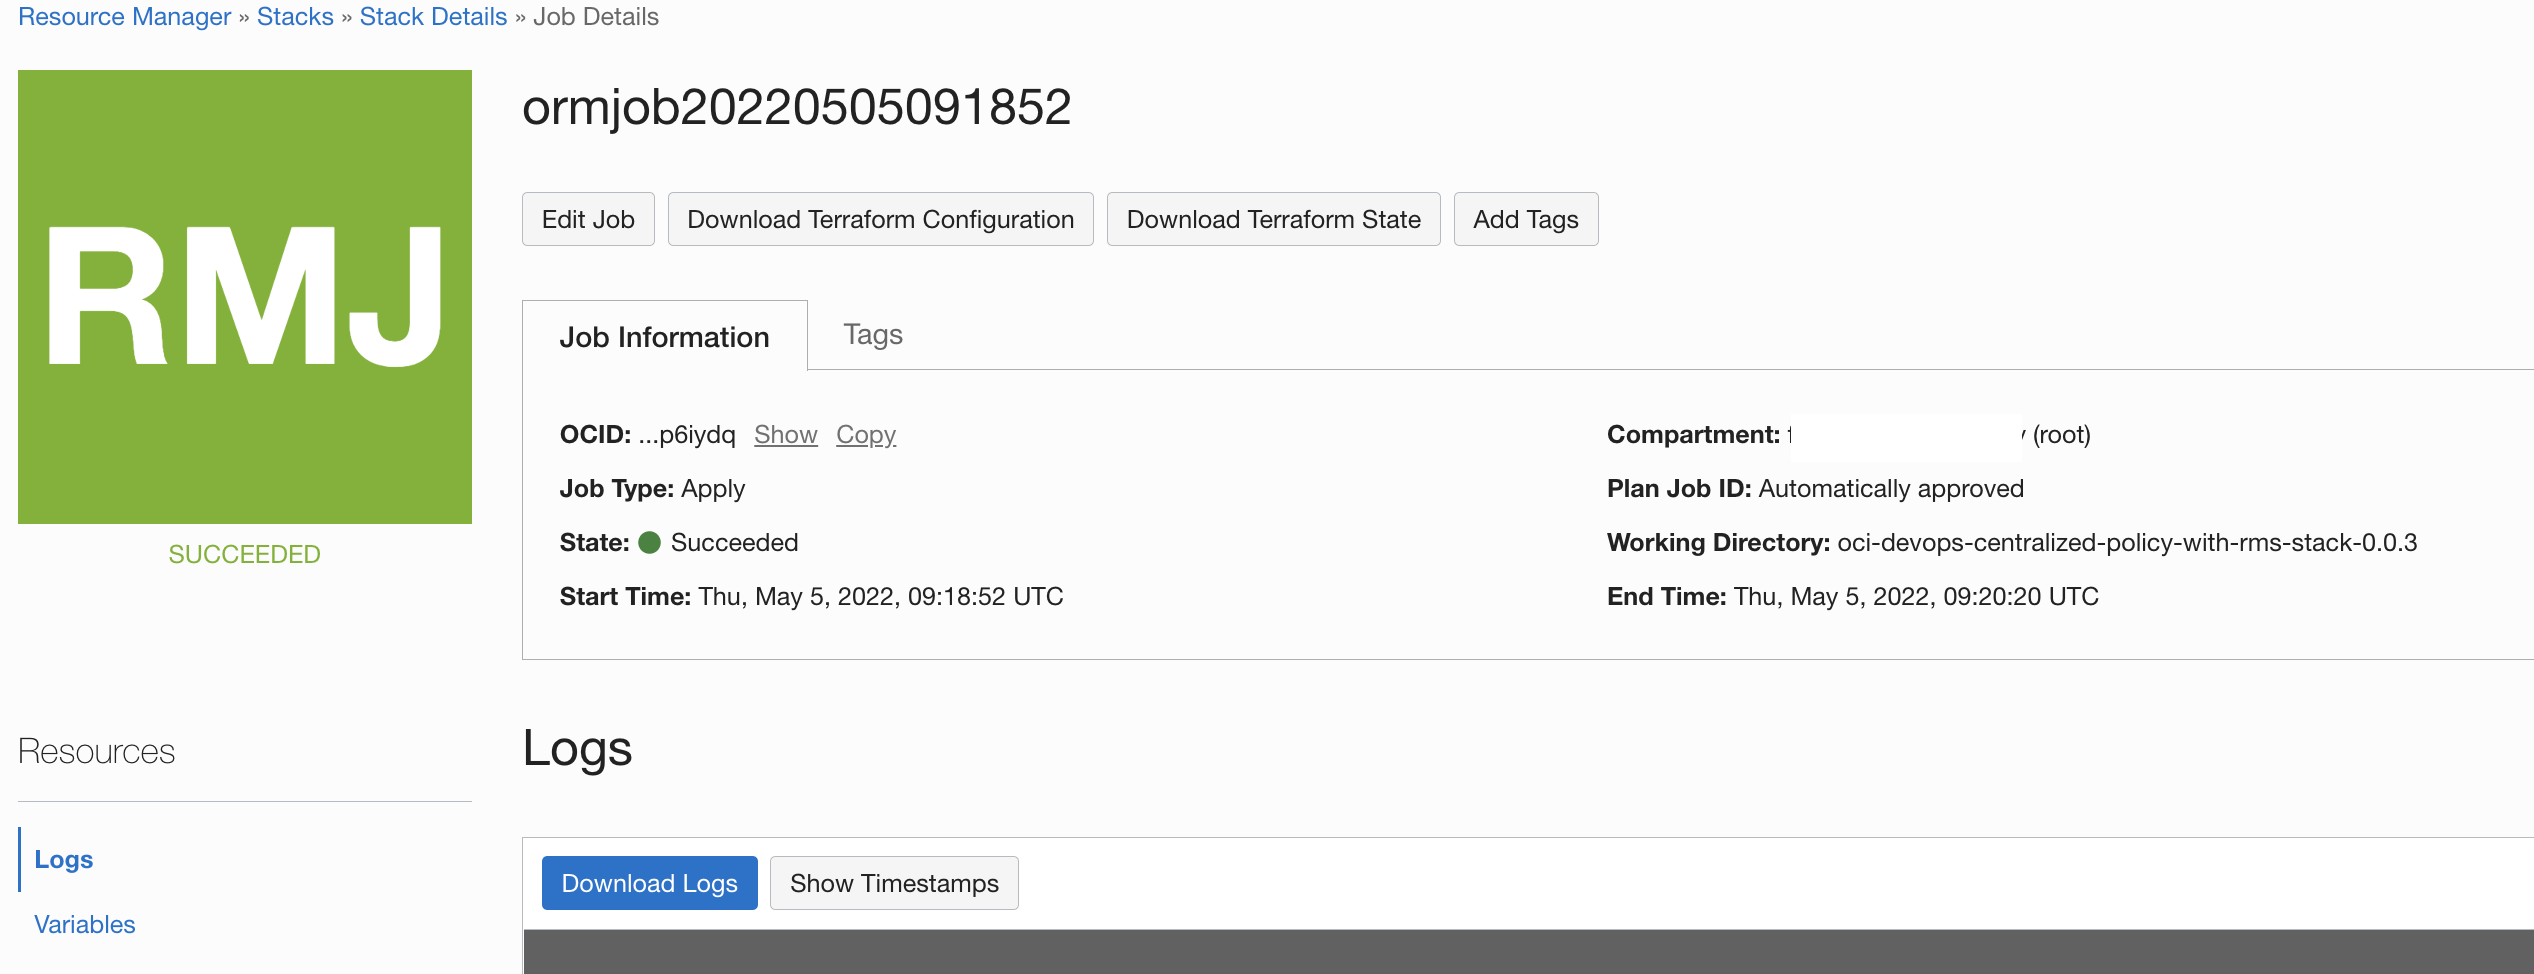 Resource Manager » Stacks » Stack Details » Job Details
RMJ
SUCCEEDED
ormjob20220505091852
Edit Job
Download Terraform Configuration
Download Terraform State
Add Tags
Job Information
Tags
OCID: ...p6iydq Show Copy
Job Type: Apply
State: Succeeded
Start Time: Thu, May 5, 2022, 09:18:52 UTC
Compartment: (root)
Plan Job ID: Automatically approved
Working Directory: oci-devops-centralized-policy-with-rms-stack-0.0.3
End Time: Thu, May 5, 2022, 09:20:20 UTC
Resources
Logs
Variables
Logs
Download Logs
Show Timestamps